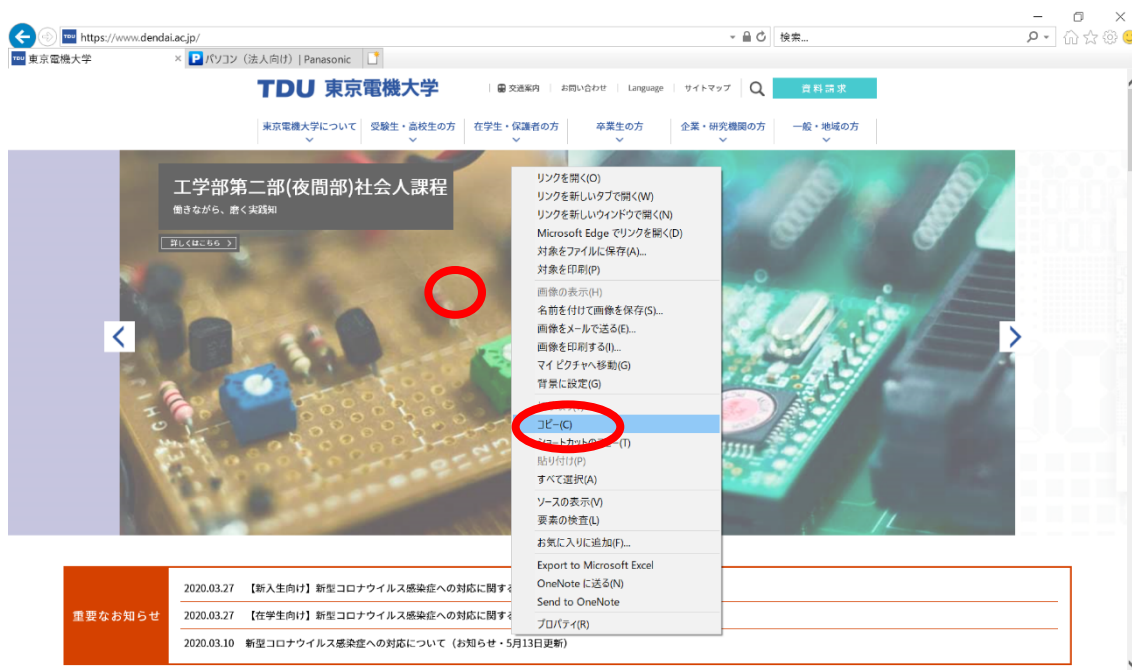 https://www.dendai.ac.jp/
検索...
東京電機大学
パソコン（法人向け） | Panasonic
TDU 東京電機大学
交通案内 お問い合わせ Language サイトマップ 資料請求
東京電機大学について 受験生・高校生の方 在学生・保護者の方 卒業生の方 企業・研究機関の方 一般・地域の方
工学部第二部(夜間部)社会人課程
働きながら、磨く実践知
詳しくはこちら
リンクを開く(O)
リンクを新しいタブで開く(W)
リンクを新しいウィンドウで開く(N)
Microsoft Edge でリンクを開く(D)
対象をファイルに保存(A)...
対象を印刷(P)
画像の表示(H)
名前を付けて画像を保存(S)...
画像をメールで送る(E)...
画像を印刷する(I)...
マイ ピクチャへ移動(G)
背景に設定(G)
コピー(C)
貼り付け(P)
すべて選択(A)
ソースの表示(V)
要素の検査(L)
お気に入りに追加(F)...
Export to Microsoft Excel
OneNote に送る(N)
Send to OneNote
プロパティ(R)
重要なお知らせ
2020.03.27 【新入生向け】新型コロナウイルス感染症への対応に関する
2020.03.27 【在学生向け】新型コロナウイルス感染症への対応に関する
2020.03.10 新型コロナウイルス感染症への対応について（お知らせ・5月13日更新）